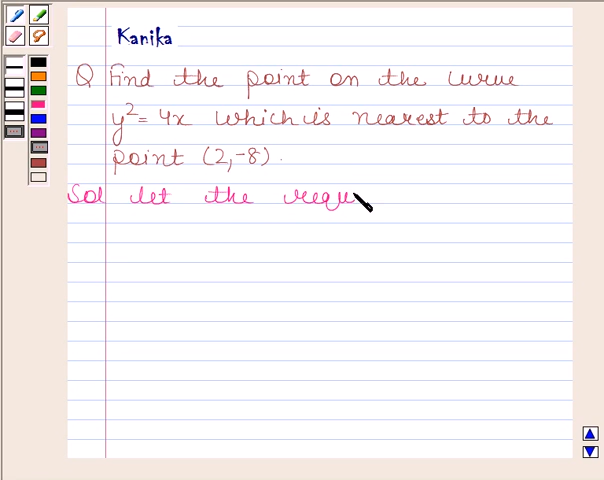 Kanika
Q Find the point on the curve
y² = 4x which is nearest to the
point (2,-8).
Sol let the requ